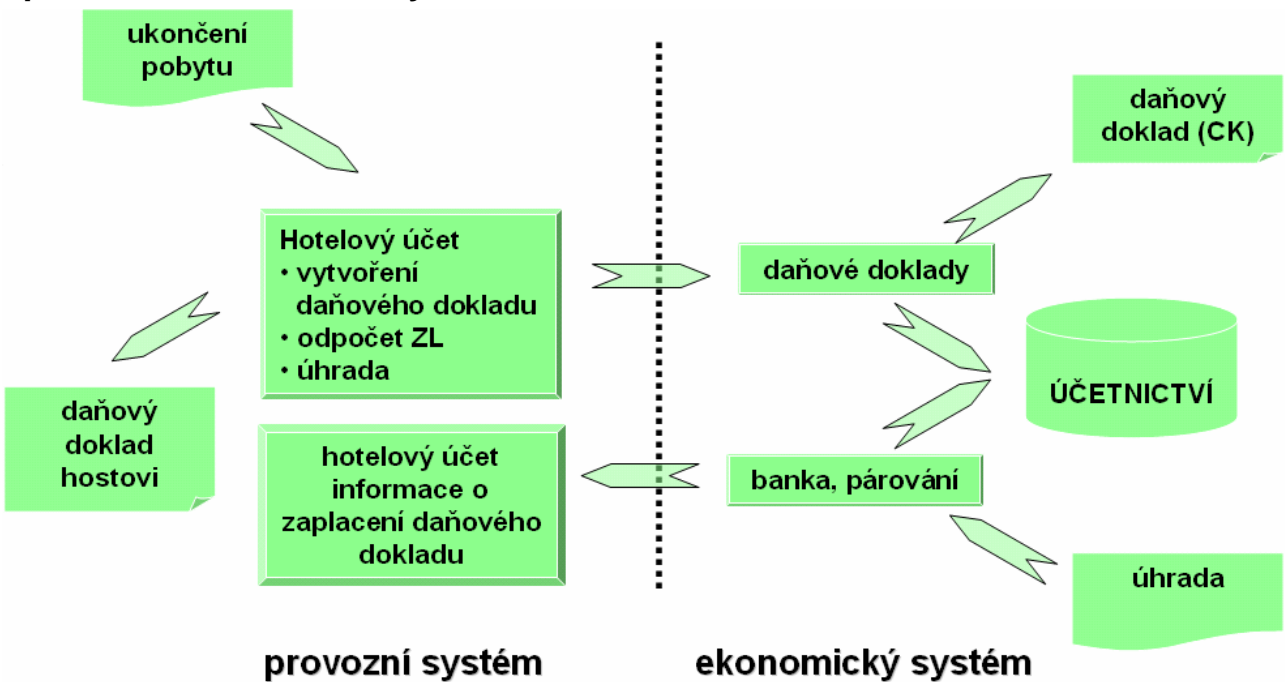 ukončení
pobytu
daňový
doklad (CK)
Hotelový účet
• vytvoření
daňového dokladu
• odpočet ZL
• úhrada
daňové doklady
ÚČETNICTVÍ
daňový
doklad
hostovi
hotelový účet
informace o
zaplacení daňového
dokladu
banka, párování
úhrada
provozní systém
ekonomický systém